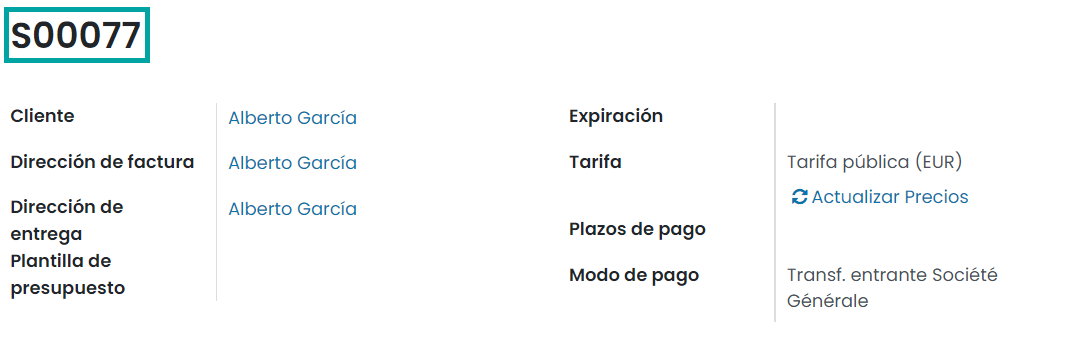 S00077
Cliente
Alberto García
Dirección de factura
Alberto García
Dirección de
entrega
Alberto García
Plantilla de
presupuesto
Expiración
Tarifa
Tarifa pública (EUR)
Actualizar Precios
Plazos de pago
Modo de pago
Transf. entrante Société
Générale